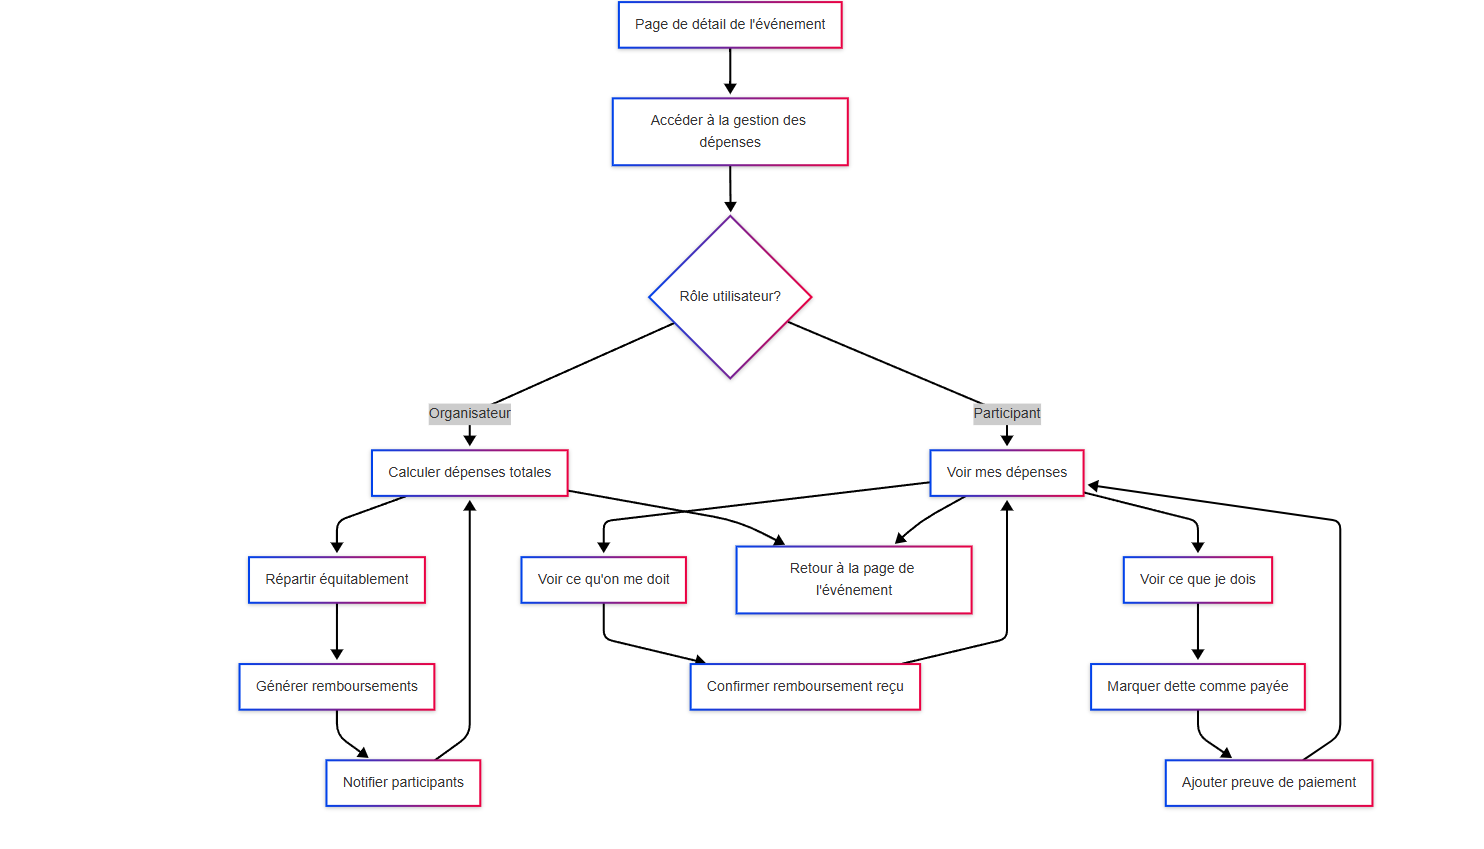 Page de détail de l'événement
Accéder à la gestion des
dépenses
Rôle utilisateur?
Organisateur
Participant
Calculer dépenses totales
Voir mes dépenses
Répartir équitablement
Voir ce qu'on me doit
Retour à la page de
l'événement
Voir ce que je dois
Générer remboursements
Confirmer remboursement reçu
Marquer dette comme payée
Notifier participants
Ajouter preuve de paiement